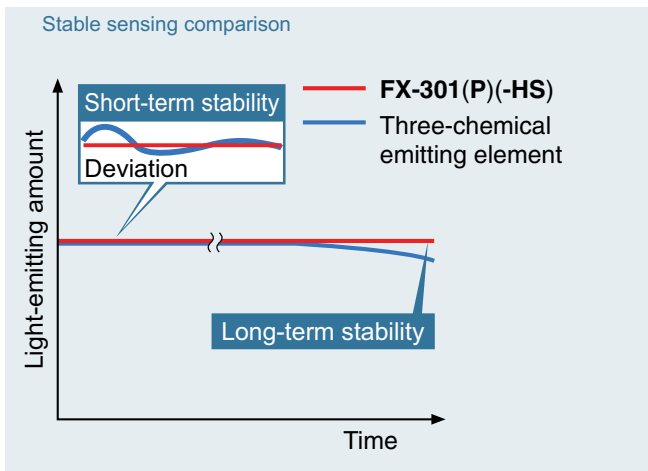 Stable sensing comparison
Short-term stability
Deviation
FX-301(P)(-HS)
Three-chemical
emitting element
Light-emitting amount
Long-term stability
Time